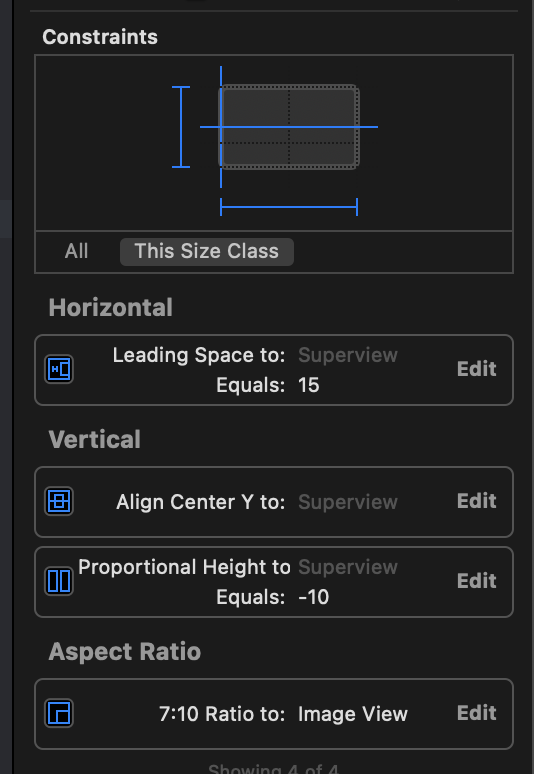 Constraints
All This Size Class
Horizontal
Leading Space to: Superview
Equals: 15
Edit
Vertical
Align Center Y to: Superview
Edit
Proportional Height to Superview
Equals: -10
Edit
Aspect Ratio
7:10 Ratio to: Image View
Edit
Showing 4 of 4